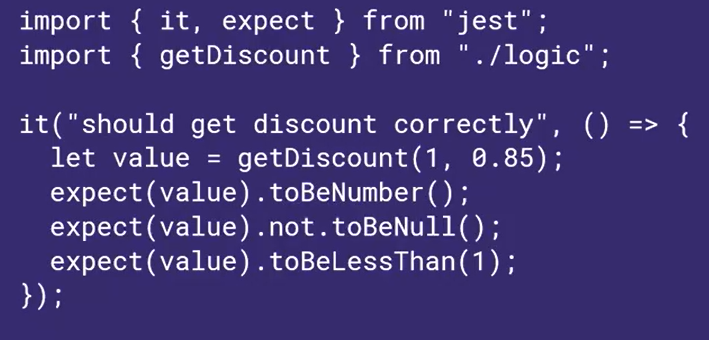 import { it, expect } from "jest";
import { getDiscount } from "./logic";

it("should get discount correctly", () => {
  let value = getDiscount(1, 0.85);
  expect(value).toBeNumber();
  expect(value).not.toBeNull();
  expect(value).toBeLessThan(1);
});